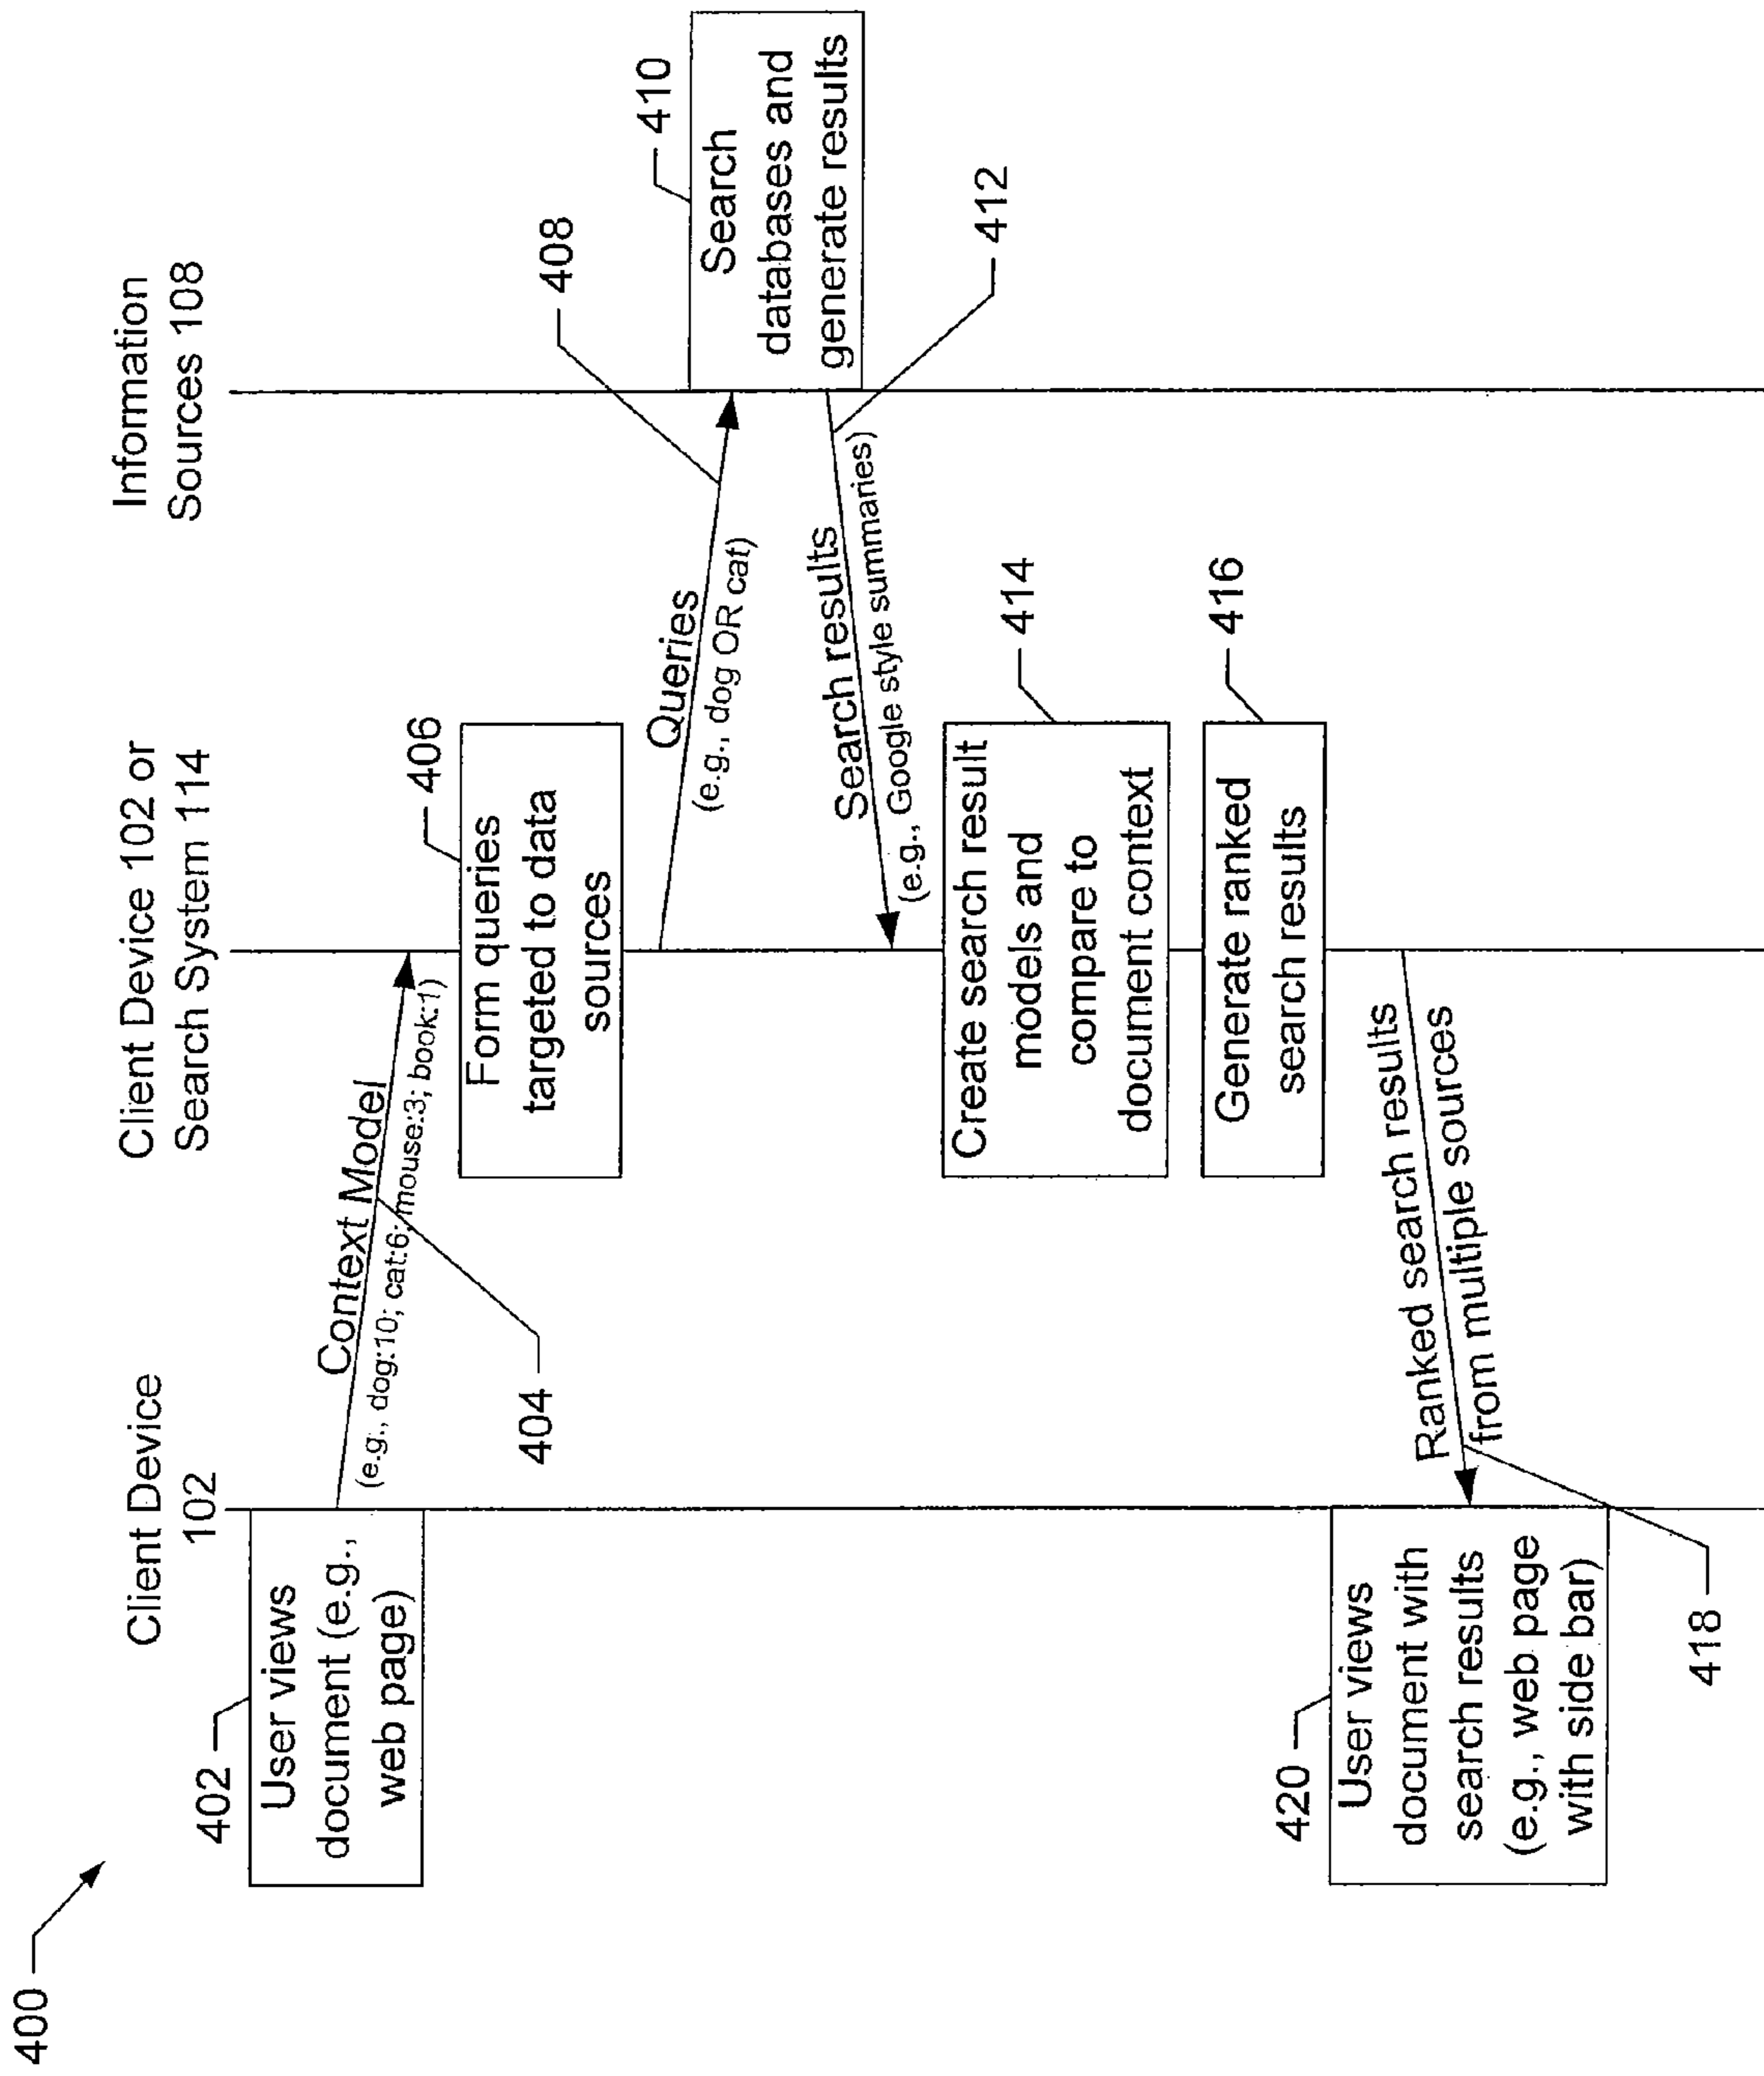 400
Client Device
102
Client Device 102 or
Search System 114
Information
Sources 108
402
User views
document (e.g.,
web page)
Context Model
(e.g., dog:10; cat:6; mouse:3; book:1)
404
406
Form queries
targeted to data
sources
Queries
(e.g., dog OR cat)
408
410
Search
databases and
generate results
Search results
(e.g., Google style summaries)
412
414
Create search result
models and
compare to
document context
416
Generate ranked
search results
Ranked search results
from multiple sources
418
420
User views
document with
search results
(e.g., web page
with side bar)